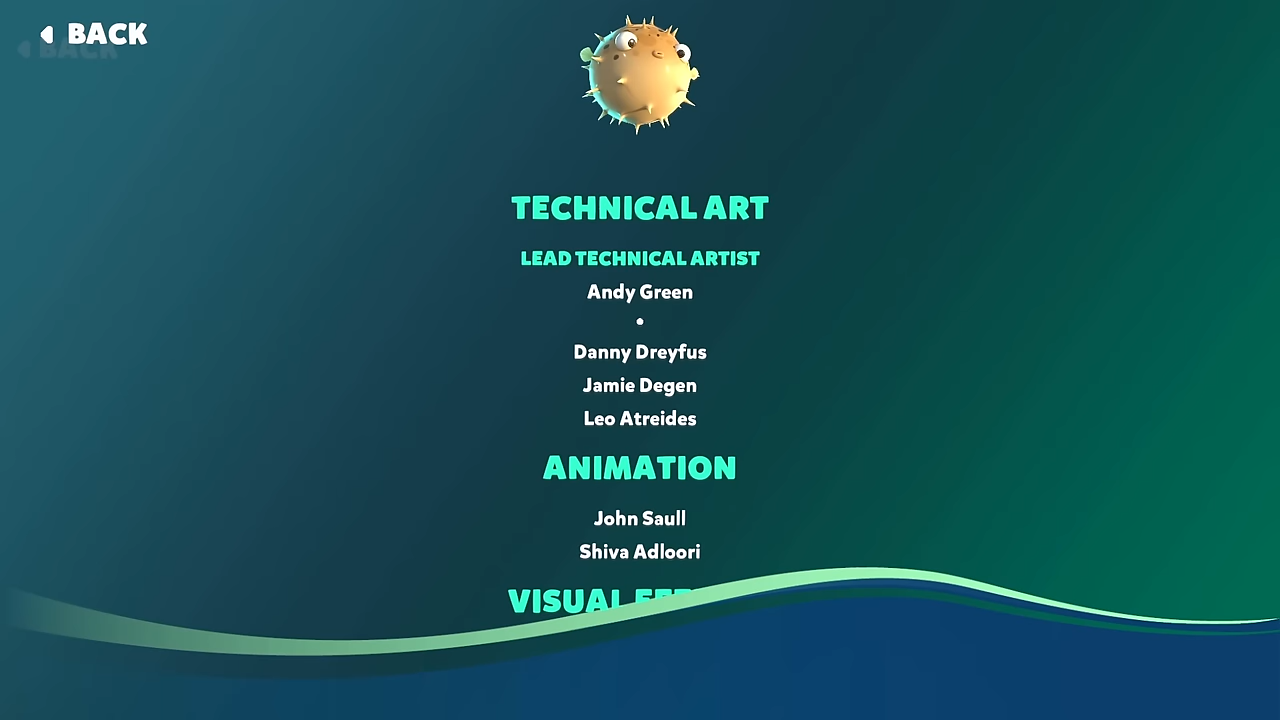 BACK
TECHNICAL ART
LEAD TECHNICAL ARTIST
Andy Green
•
Danny Dreyfus
Jamie Degen
Leo Atreides
ANIMATION
John Saull
Shiva Adloori
VISUAL